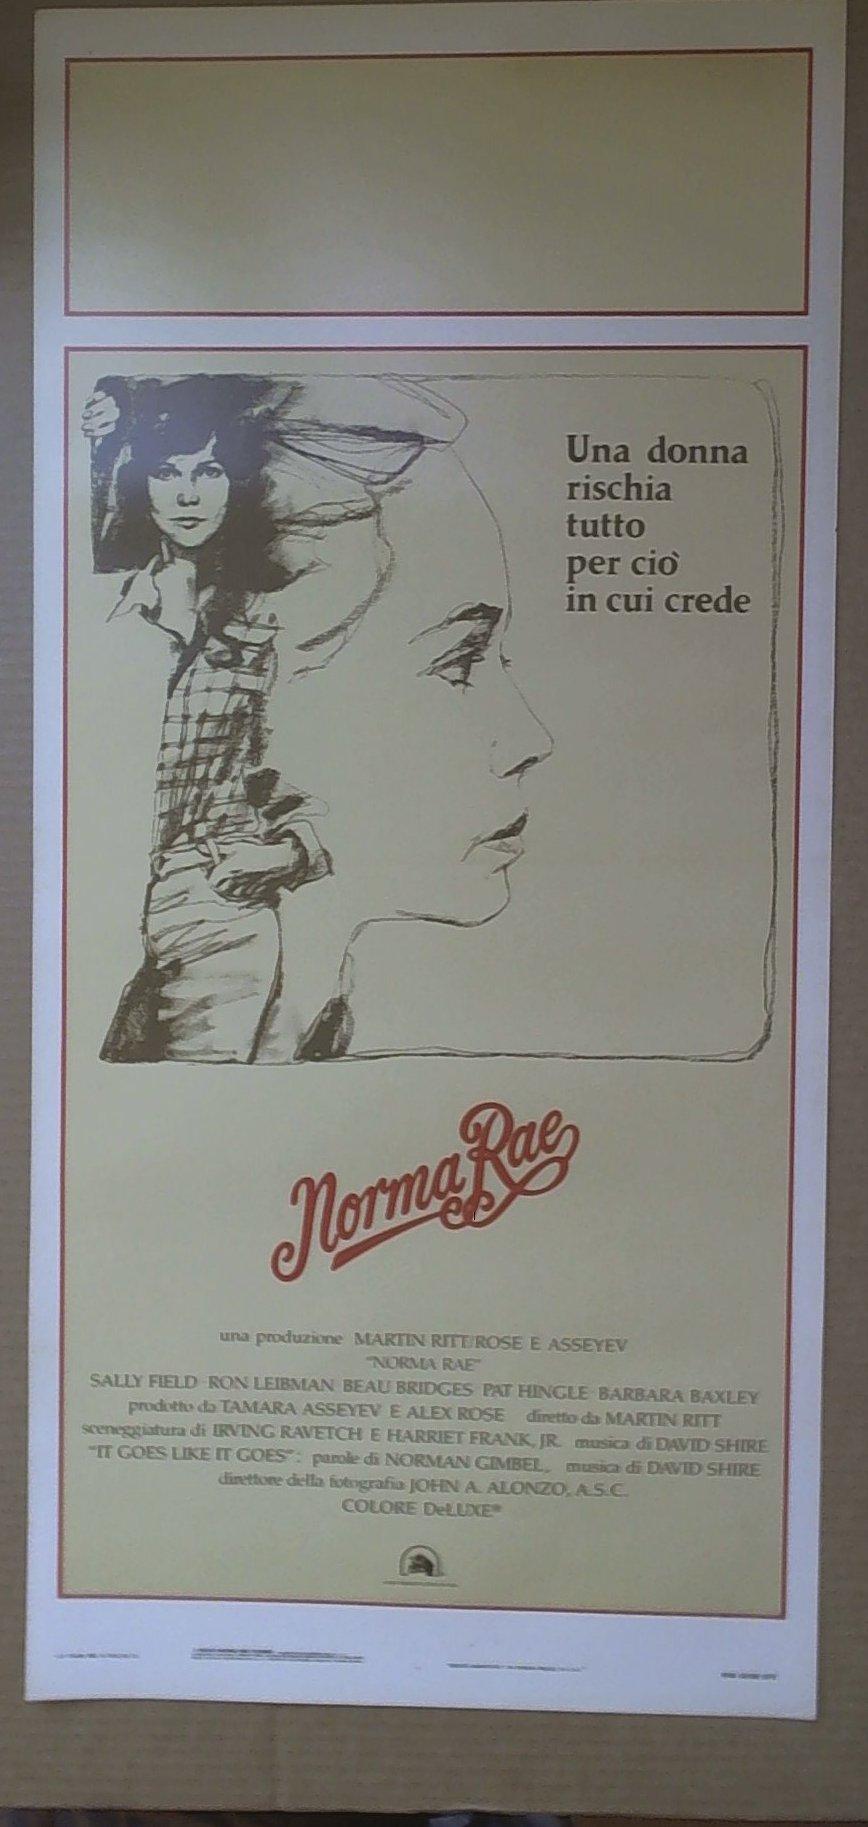 Una donna
rischia
tutto
per ciò
in cui crede
Norma Rae
una produzione MARTIN RITT/ROSE E ASSEYEV
"NORMA RAE"
SALLY FIELD RON LEIBMAN BEAU BRIDGES PAT HINGLE BARBARA BAXLEY
prodotto da TAMARA ASSEYEV E ALEX ROSE diretto da MARTIN RITT
sceneggiatura di IRVING RAVETCH E HARRIET FRANK, JR. musica di DAVID SHIRE
"IT GOES LIKE IT GOES": parole di NORMAN GIMBEL, musica di DAVID SHIRE
direttore della fotografia JOHN A. ALONZO, A.S.C.
COLORE DeLUXE®